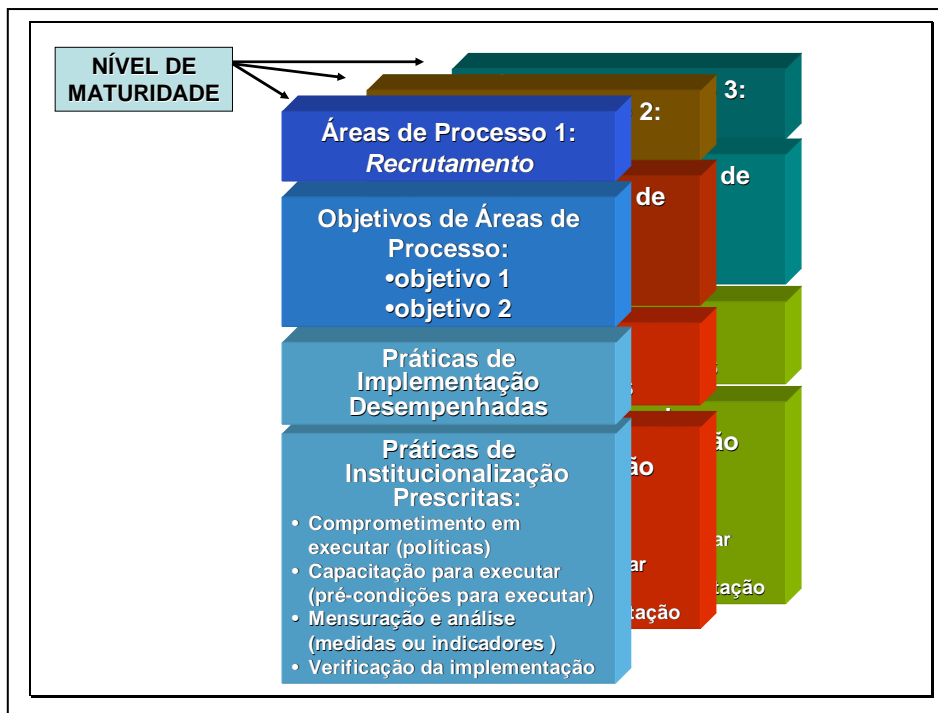 NÍVEL DE
MATURIDADE
3:
2:
Áreas de Processo 1:
Recrutamento
de
de
Objetivos de Áreas de
Processo:
•objetivo 1
•objetivo 2
Práticas de
Implementação
Desempenhadas
Práticas de
Institucionalização
Prescritas:
• Comprometimento em
executar (políticas)
• Capacitação para executar
(pré-condições para executar)
• Mensuração e análise
(medidas ou indicadores )
• Verificação da implementação
ão
ar
tação
ão
ar
tação